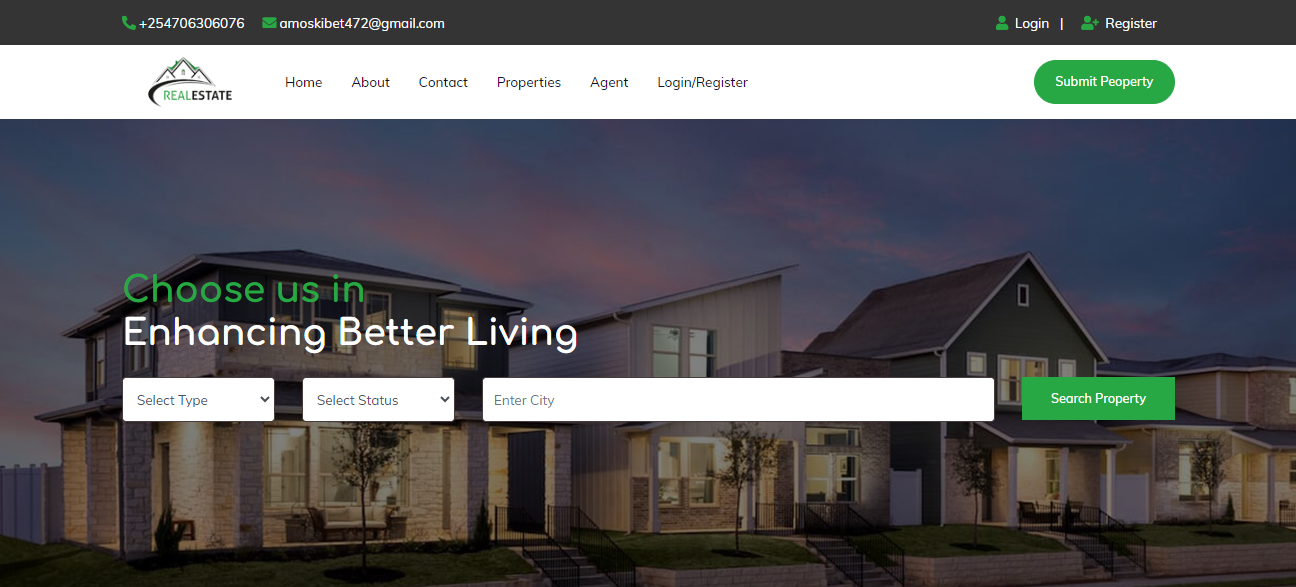 +254706306076 amoskibet472@gmail.com Login | Register
REALESTATE Home About Contact Properties Agent Login/Register Submit Peoperty
Choose us in
Enhancing Better Living
Select Type Select Status Enter City Search Property